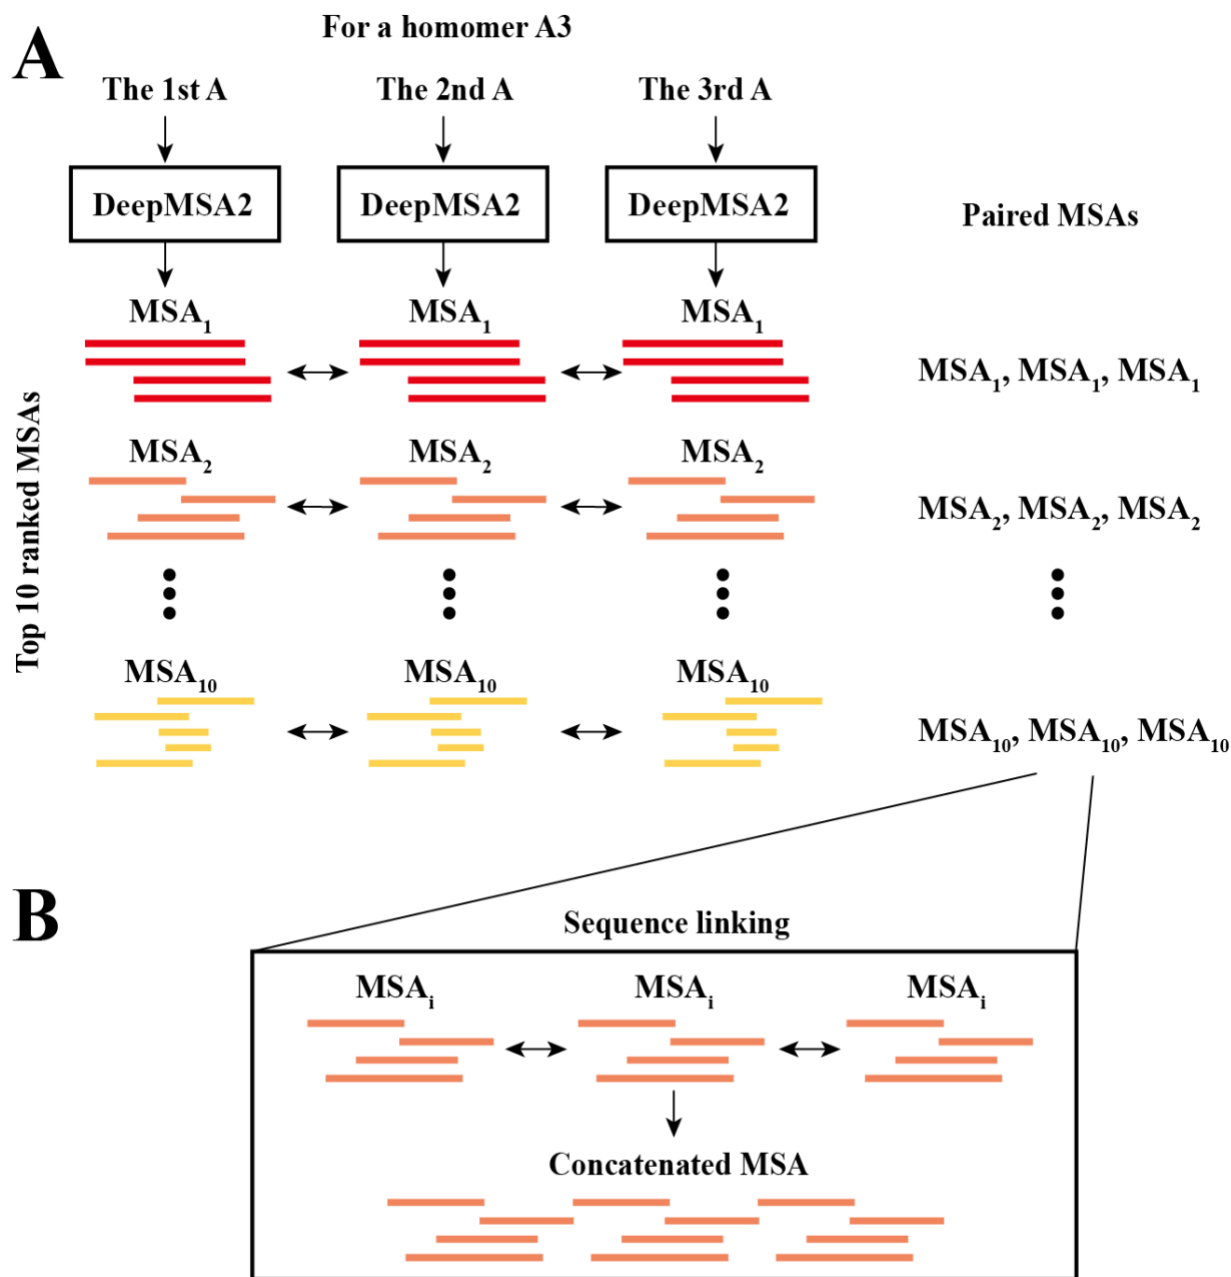 A
For a homomer A3
The 1st A
The 2nd A
The 3rd A
DeepMSA2
DeepMSA2
DeepMSA2
Paired MSAs
Top 10 ranked MSAs
MSA₁
MSA₁
MSA₁
MSA₁, MSA₁, MSA₁
MSA₂
MSA₂
MSA₂
MSA₂, MSA₂, MSA₂
MSA₁₀
MSA₁₀
MSA₁₀
MSA₁₀, MSA₁₀, MSA₁₀
B
Sequence linking
MSAᵢ
MSAᵢ
MSAᵢ
Concatenated MSA